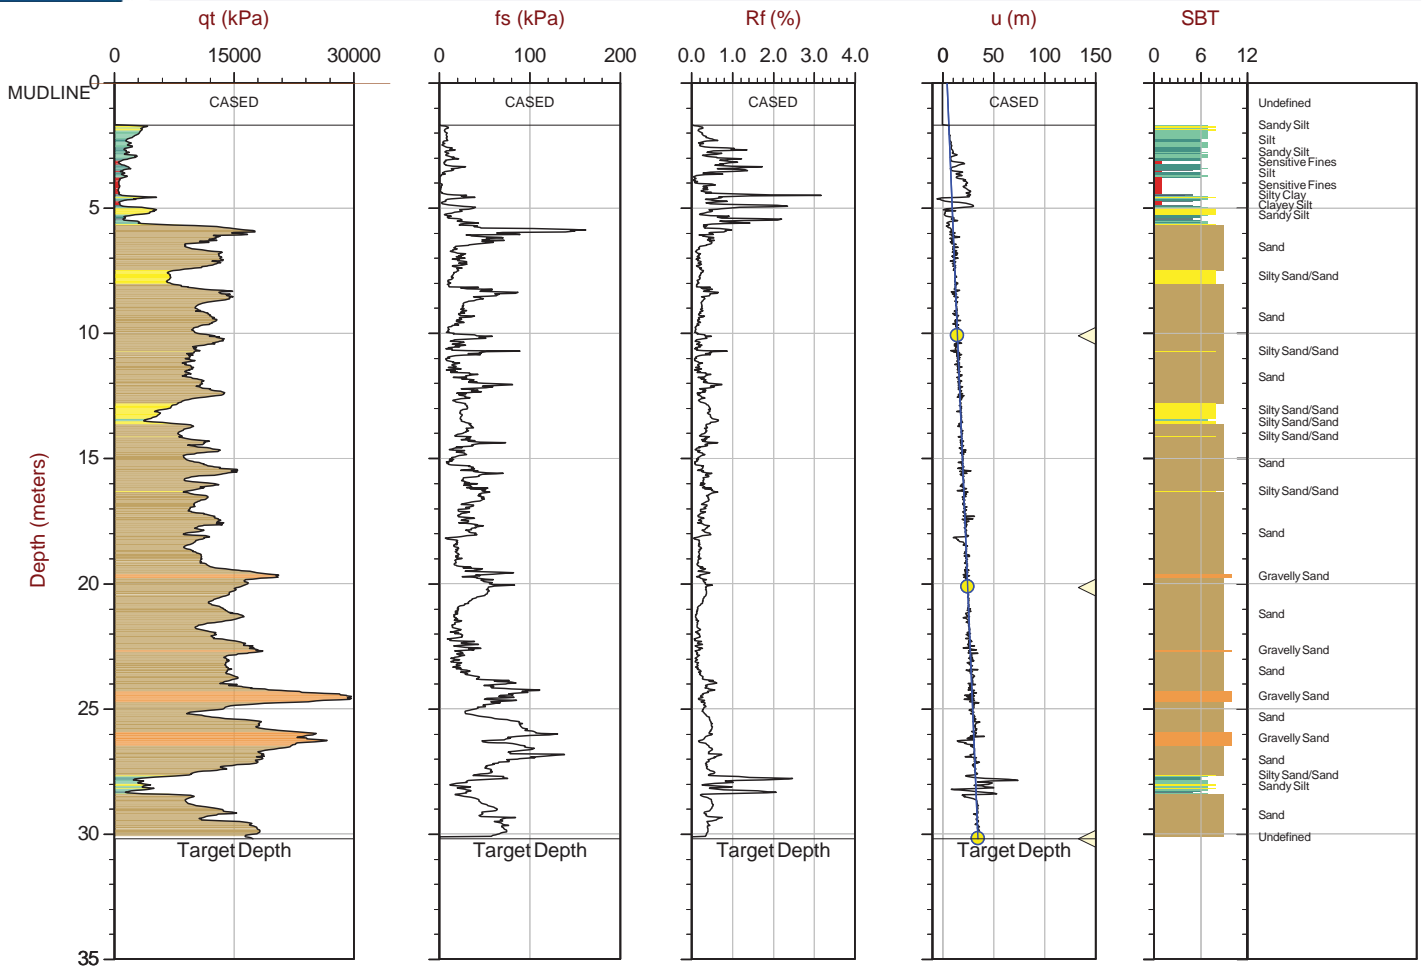 qt (kPa) fs (kPa) Rf (%) u (m) SBT
0 15000 30000 0 100 200 0.0 1.0 2.0 3.0 4.0 0 50 100 150 0 6 12
0
MUDLINE
CASED CASED CASED CASED
Undefined
Sandy Silt
Silt
Sandy Silt
Sensitive Fines
Silt
Sensitive Fines
Silty Clay
Clayey Silt
5
Sandy Silt
Sand
Silty Sand/Sand
Sand
10
Silty Sand/Sand
Sand
Silty Sand/Sand
Silty Sand/Sand
Silty Sand/Sand
15
Sand
Silty Sand/Sand
Sand
Depth (meters)
Gravelly Sand
20
Sand
Gravelly Sand
Sand
Gravelly Sand
25
Sand
Gravelly Sand
Sand
Silty Sand/Sand
Sandy Silt
Sand
30
Undefined
Target Depth Target Depth Target Depth Target Depth
35